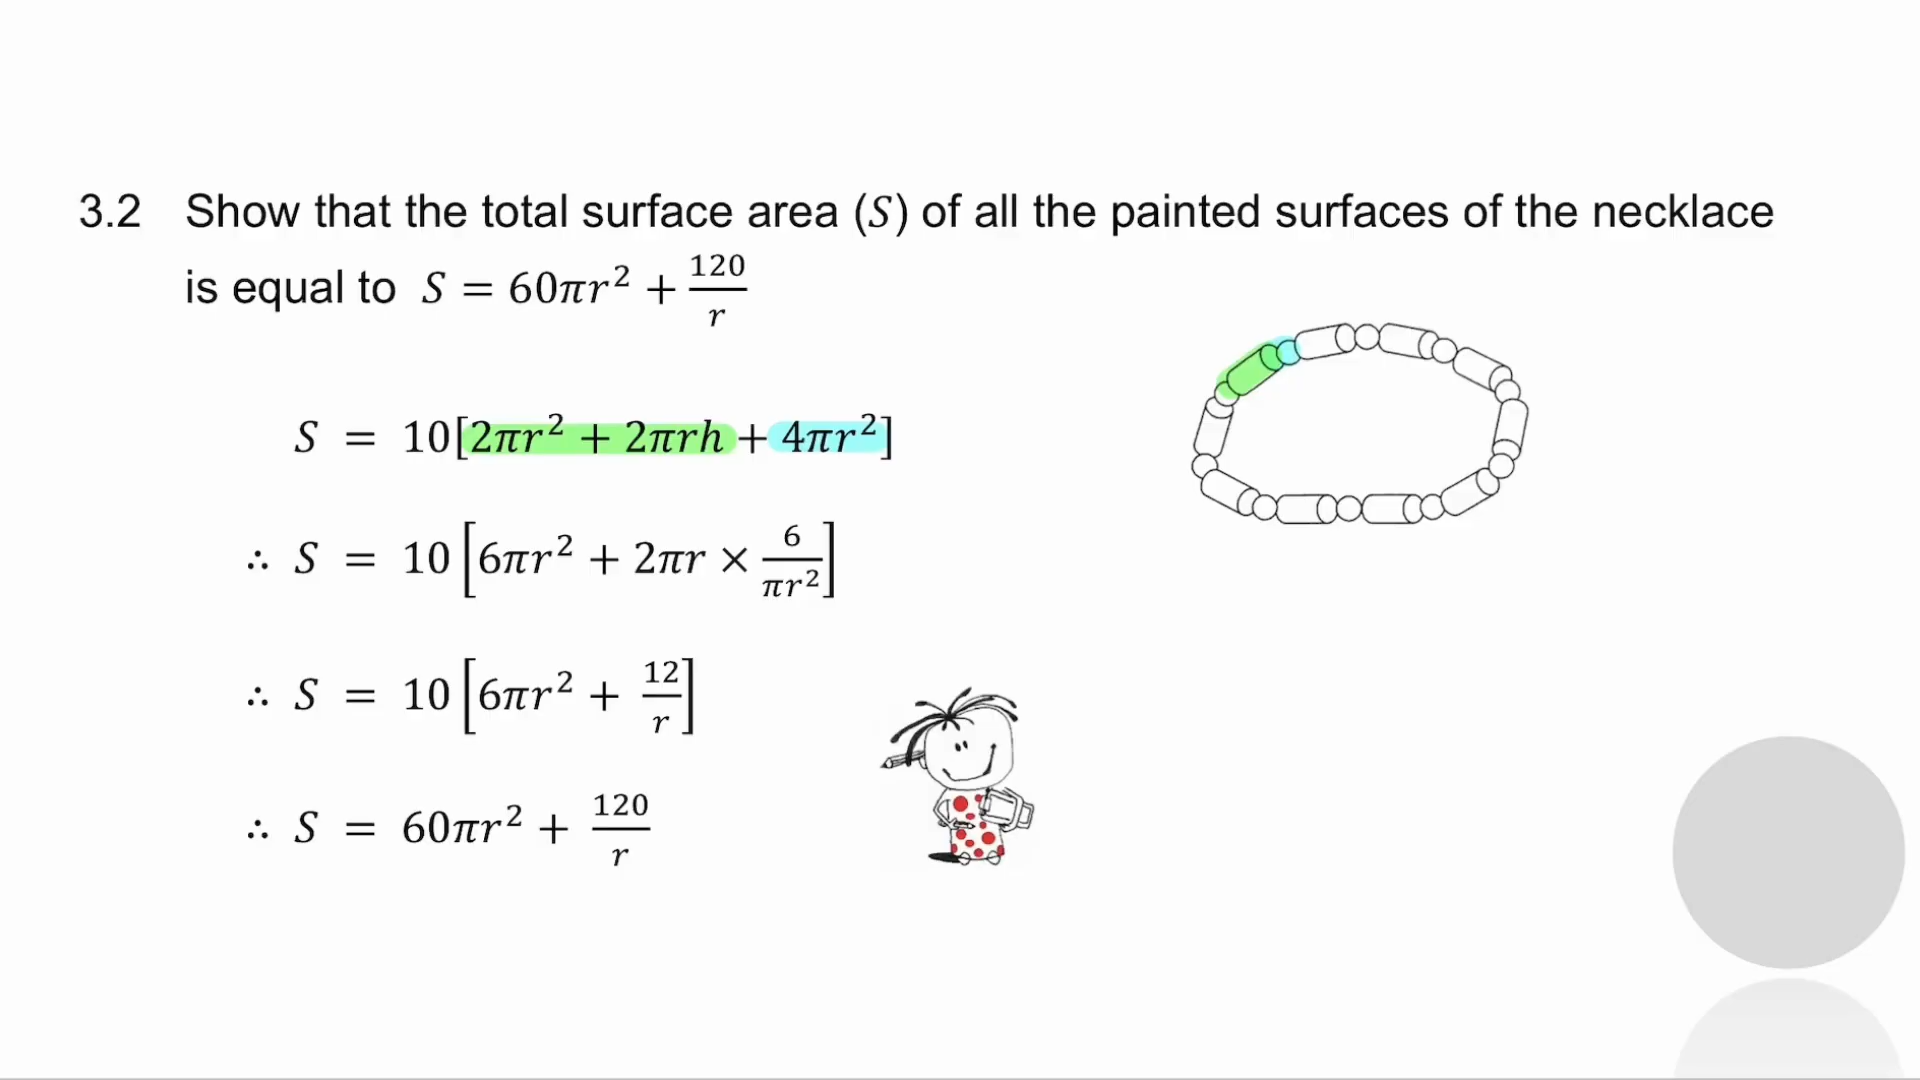 3.2 Show that the total surface area (S) of all the painted surfaces of the necklace
is equal to S = 60πr² + 120/r
S = 10[2πr² + 2πrh + 4πr²]
∴ S = 10[6πr² + 2πr × 6/πr²]
∴ S = 10[6πr² + 12/r]
∴ S = 60πr² + 120/r